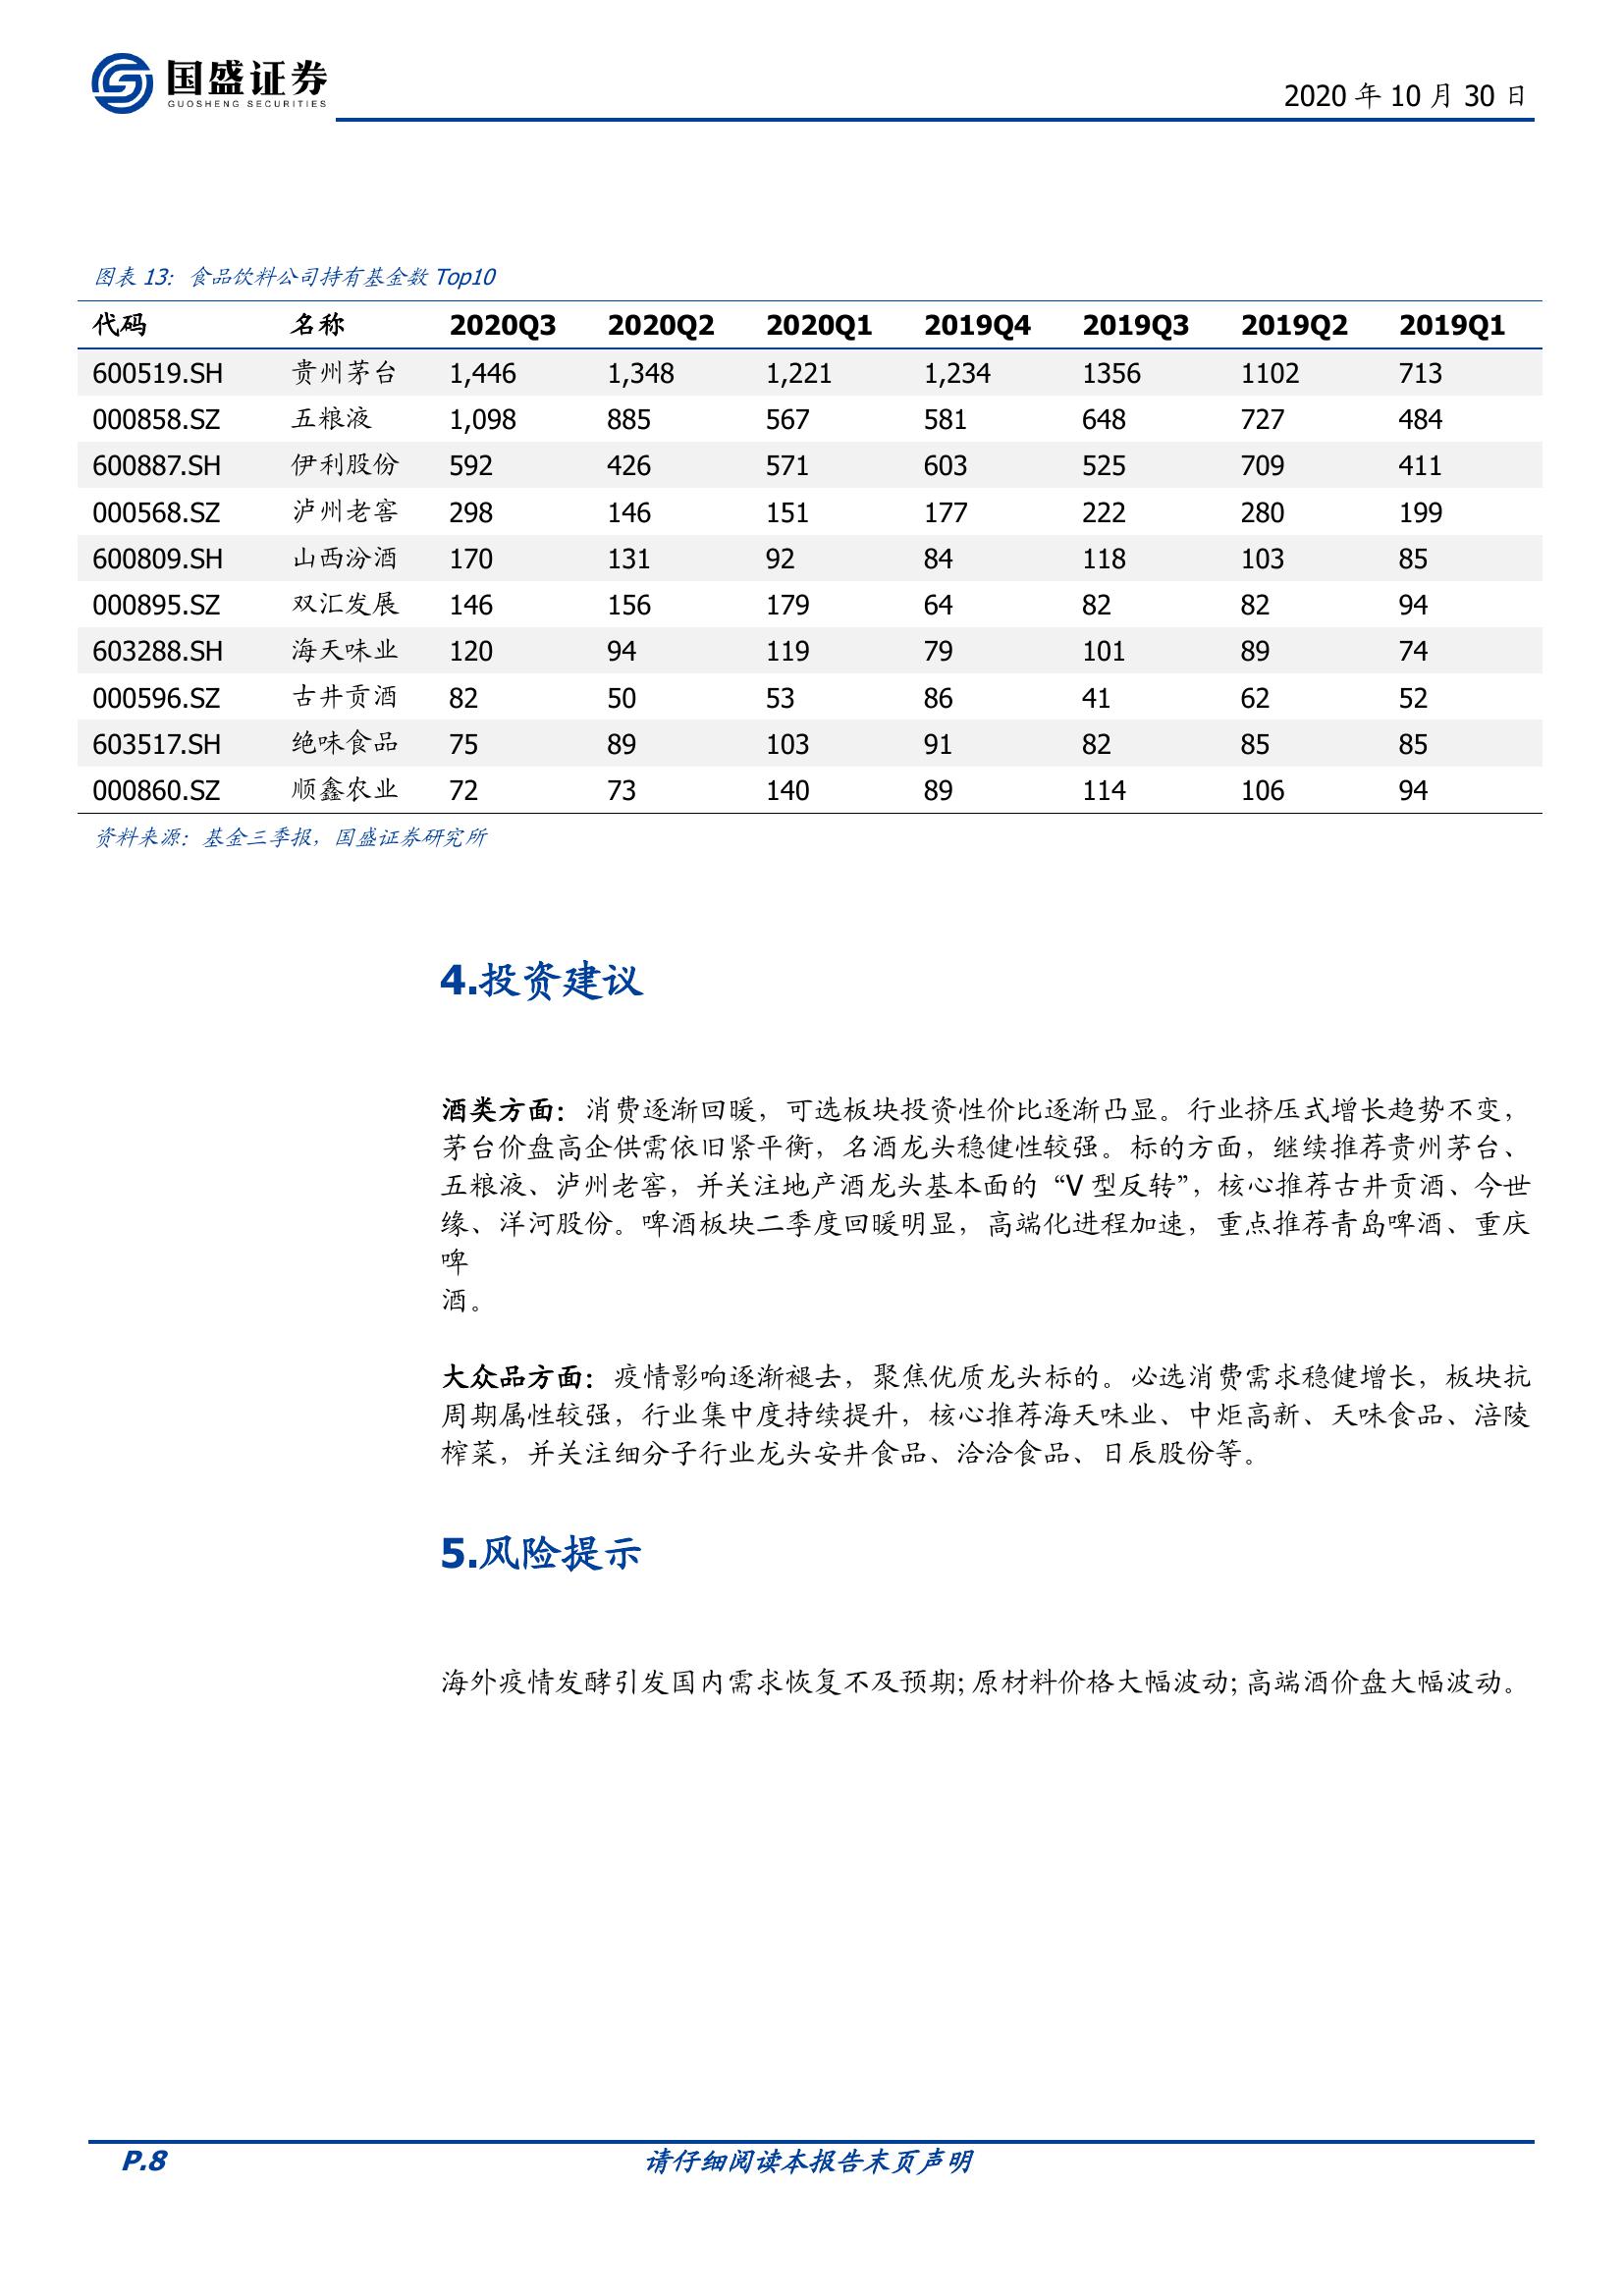 国盛证券
GUOSHENG SECURITIES
2020 年 10 月 30 日
图表 13: 食品饮料公司持有基金数 Top10
代码 名称 2020Q3 2020Q2 2020Q1 2019Q4 2019Q3 2019Q2 2019Q1
600519.SH 贵州茅台 1,446 1,348 1,221 1,234 1356 1102 713
000858.SZ 五粮液 1,098 885 567 581 648 727 484
600887.SH 伊利股份 592 426 571 603 525 709 411
000568.SZ 泸州老窖 298 146 151 177 222 280 199
600809.SH 山西汾酒 170 131 92 84 118 103 85
000895.SZ 双汇发展 146 156 179 64 82 82 94
603288.SH 海天味业 120 94 119 79 101 89 74
000596.SZ 古井贡酒 82 50 53 86 41 62 52
603517.SH 绝味食品 75 89 103 91 82 85 85
000860.SZ 顺鑫农业 72 73 140 89 114 106 94
资料来源：基金三季报，国盛证券研究所
4.投资建议
酒类方面：消费逐渐回暖，可选板块投资性价比逐渐凸显。行业挤压式增长趋势不变，
茅台价盘高企供需依旧紧平衡，名酒龙头稳健性较强。标的方面，继续推荐贵州茅台、
五粮液、泸州老窖，并关注地产酒龙头基本面的“V 型反转”，核心推荐古井贡酒、今世
缘、洋河股份。啤酒板块二季度回暖明显，高端化进程加速，重点推荐青岛啤酒、重庆
啤
酒。
大众品方面：疫情影响逐渐褪去，聚焦优质龙头标的。必选消费需求稳健增长，板块抗
周期属性较强，行业集中度持续提升，核心推荐海天味业、中炬高新、天味食品、涪陵
榨菜，并关注细分子行业龙头安井食品、洽洽食品、日辰股份等。
5.风险提示
海外疫情发酵引发国内需求恢复不及预期; 原材料价格大幅波动; 高端酒价盘大幅波动。
P.8 请仔细阅读本报告末页声明